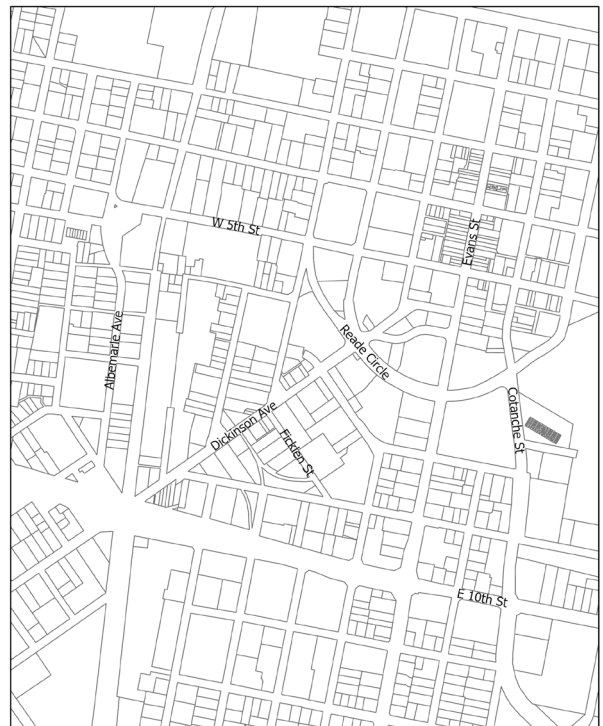 W 5th St
Evans St
Albemarle Ave
Reade Circle
Dickinson Ave
Cotanche St
Ficklen St
E 10th St